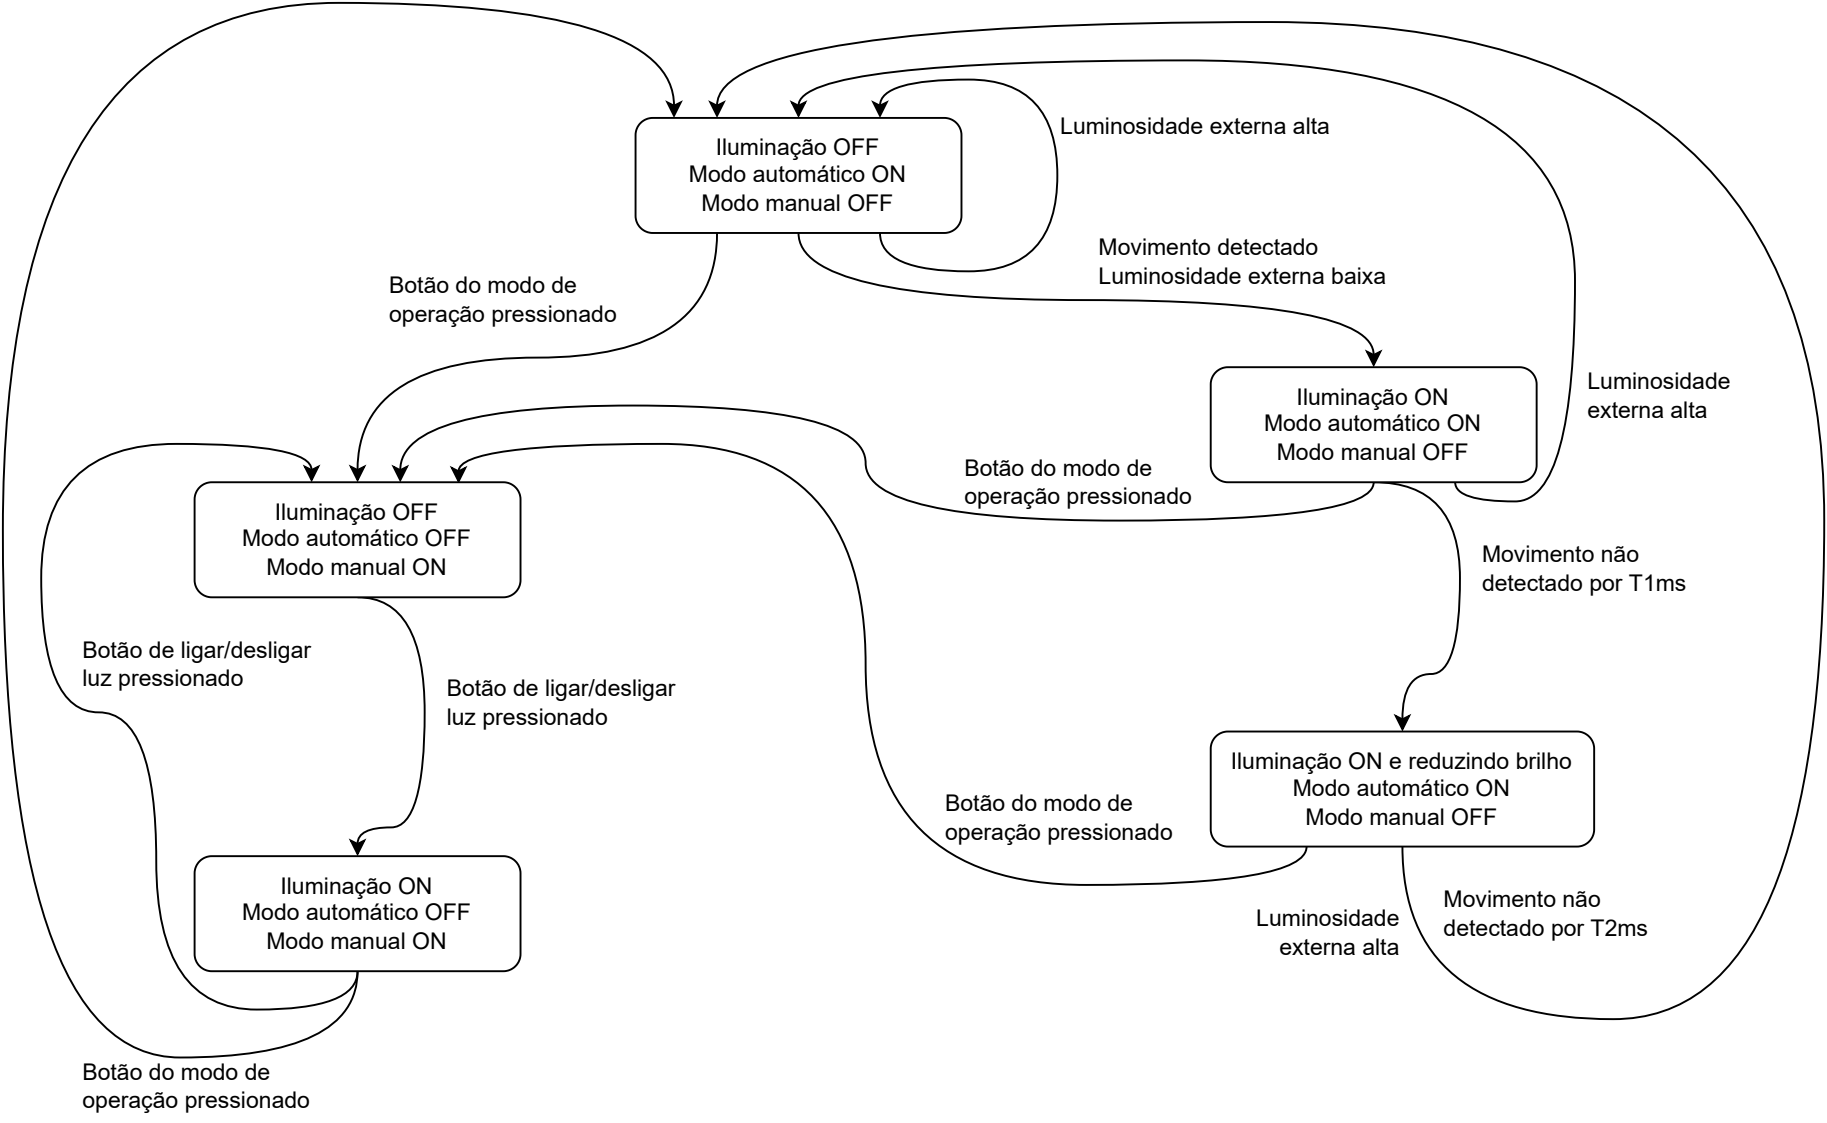 Iluminação OFF
Modo automático ON
Modo manual OFF
Luminosidade externa alta
Movimento detectado
Luminosidade externa baixa
Botão do modo de
operação pressionado
Iluminação ON
Modo automático ON
Modo manual OFF
Luminosidade
externa alta
Botão do modo de
operação pressionado
Iluminação OFF
Modo automático OFF
Modo manual ON
Movimento não
detectado por T1ms
Botão de ligar/desligar
luz pressionado
Botão de ligar/desligar
luz pressionado
Iluminação ON e reduzindo brilho
Modo automático ON
Modo manual OFF
Botão do modo de
operação pressionado
Iluminação ON
Modo automático OFF
Modo manual ON
Luminosidade
externa alta
Movimento não
detectado por T2ms
Botão do modo de
operação pressionado